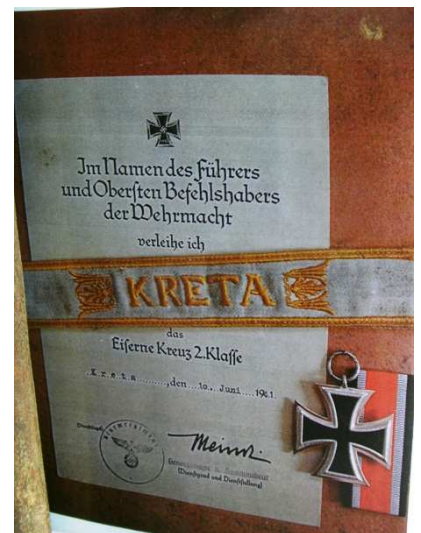 Im Namen des Führers
und Obersten Befehlshabers
der Wehrmacht
verleihe ich
KRETA
das
Eiserne Kreuz 2.Klasse
Kreta..........,den...10..Juni....1941.
(Dienstgrad und Dienststellung)